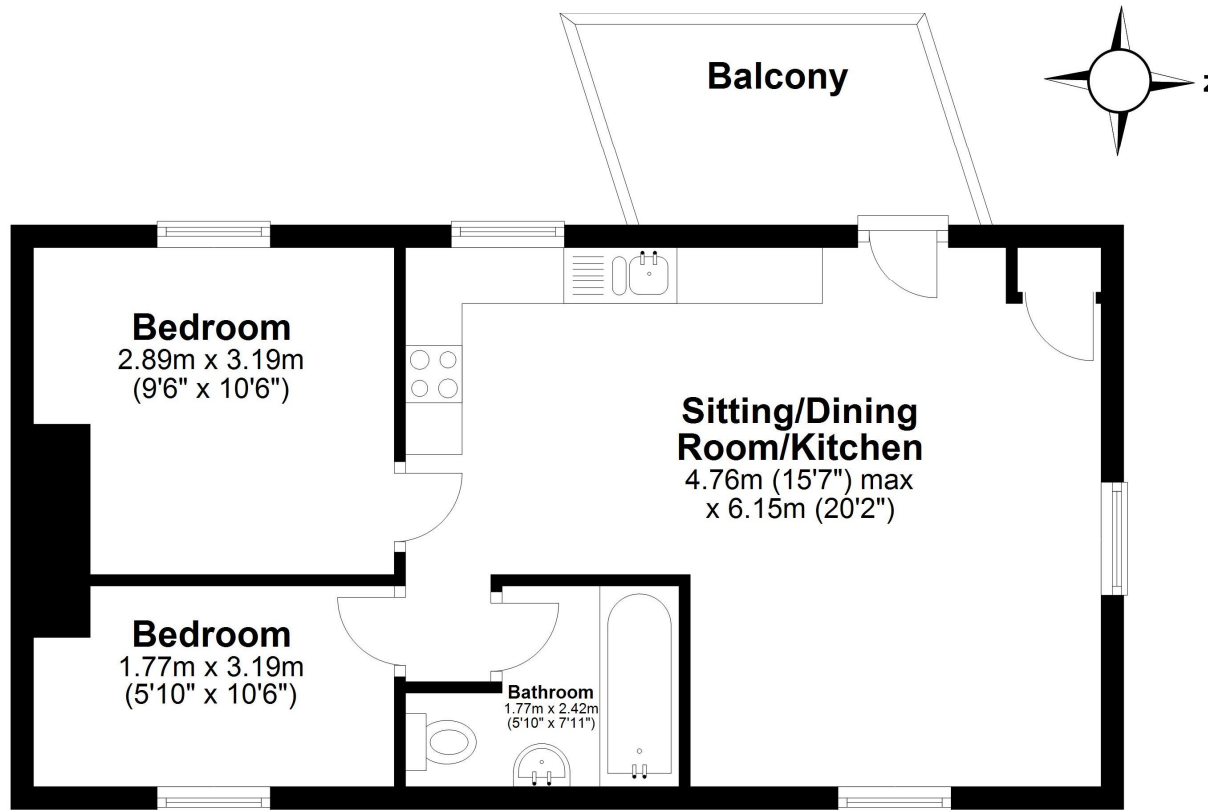 Balcony
N
Bedroom
2.89m x 3.19m
(9'6" x 10'6")
Sitting/Dining
Room/Kitchen
4.76m (15'7") max
x 6.15m (20'2")
Bedroom
1.77m x 3.19m
(5'10" x 10'6")
Bathroom
1.77m x 2.42m
(5'10" x 7'11")